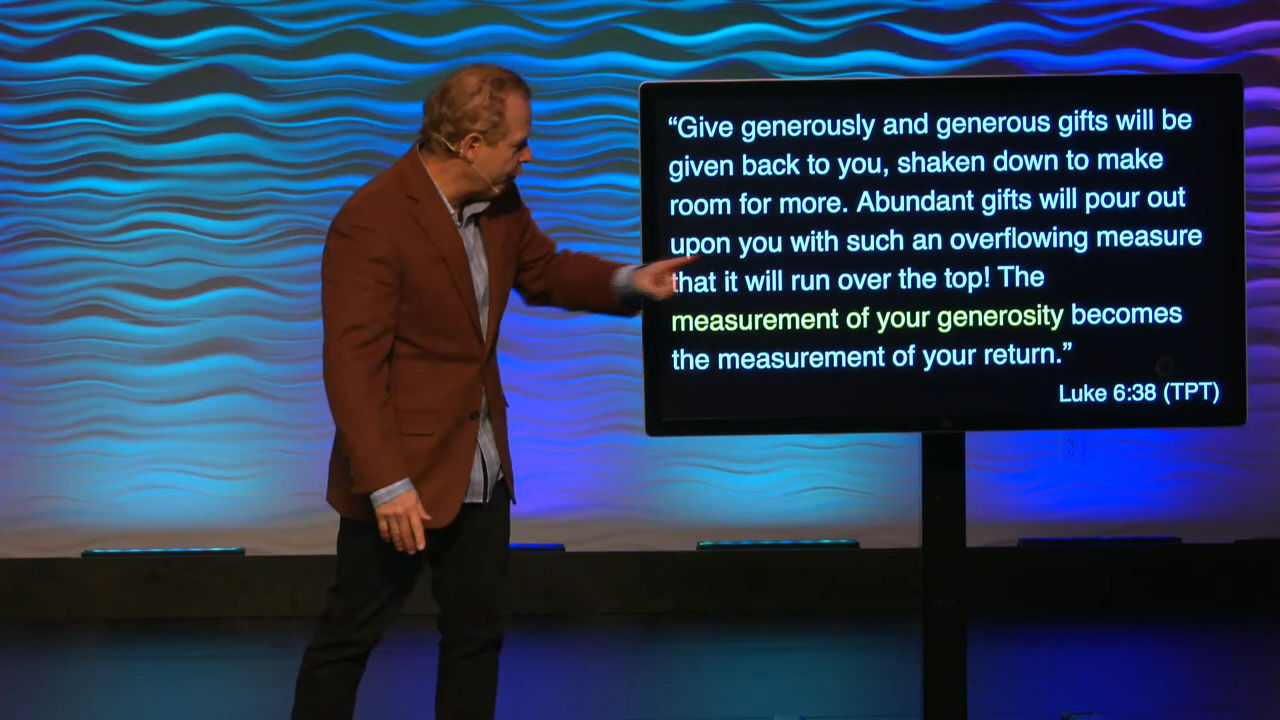 “Give generously and generous gifts will be
given back to you, shaken down to make
room for more. Abundant gifts will pour out
upon you with such an overflowing measure
that it will run over the top! The
measurement of your generosity becomes
the measurement of your return.”
Luke 6:38 (TPT)